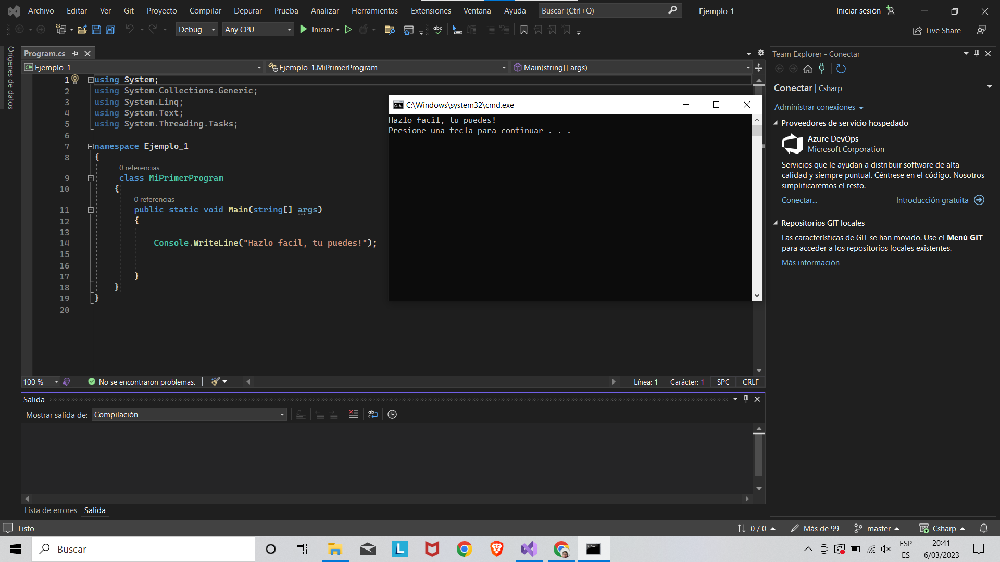 Archivo Editar Ver Git Proyecto Compilar Depurar Prueba Analizar Herramientas Extensiones Ventana Ayuda Buscar (Ctrl+Q) Ejemplo_1 Iniciar sesión
Debug Any CPU Iniciar Live Share
Orígenes de datos
Program.cs
C# Ejemplo_1 Ejemplo_1.MiPrimerProgram Main(string[] args)
1 using System;
2 using System.Collections.Generic;
3 using System.Linq;
4 using System.Text;
5 using System.Threading.Tasks;
6
7 namespace Ejemplo_1
8 {
0 referencias
9 class MiPrimerProgram
10 {
0 referencias
11 public static void Main(string[] args)
12 {
13
14 Console.WriteLine("Hazlo facil, tu puedes!");
15
16
17 }
18 }
19 }
20
C:\Windows\system32\cmd.exe
Hazlo facil, tu puedes!
Presione una tecla para continuar . . .
Team Explorer - Conectar
Conectar | Csharp
Administrar conexiones
Proveedores de servicio hospedado
Azure DevOps
Microsoft Corporation
Servicios que le ayudan a distribuir software de alta
calidad y siempre puntual. Céntrese en el código. Nosotros
simplificaremos el resto.
Conectar... Introducción gratuita
Repositorios GIT locales
Las características de GIT se han movido. Use el Menú GIT
para acceder a los repositorios locales existentes.
Más información
100 % No se encontraron problemas. Línea: 1 Carácter: 1 SPC CRLF
Salida
Mostrar salida de: Compilación
Lista de errores Salida
Listo 0 / 0 Más de 99 master Csharp
Buscar
ESP
ES
20:41
6/03/2023